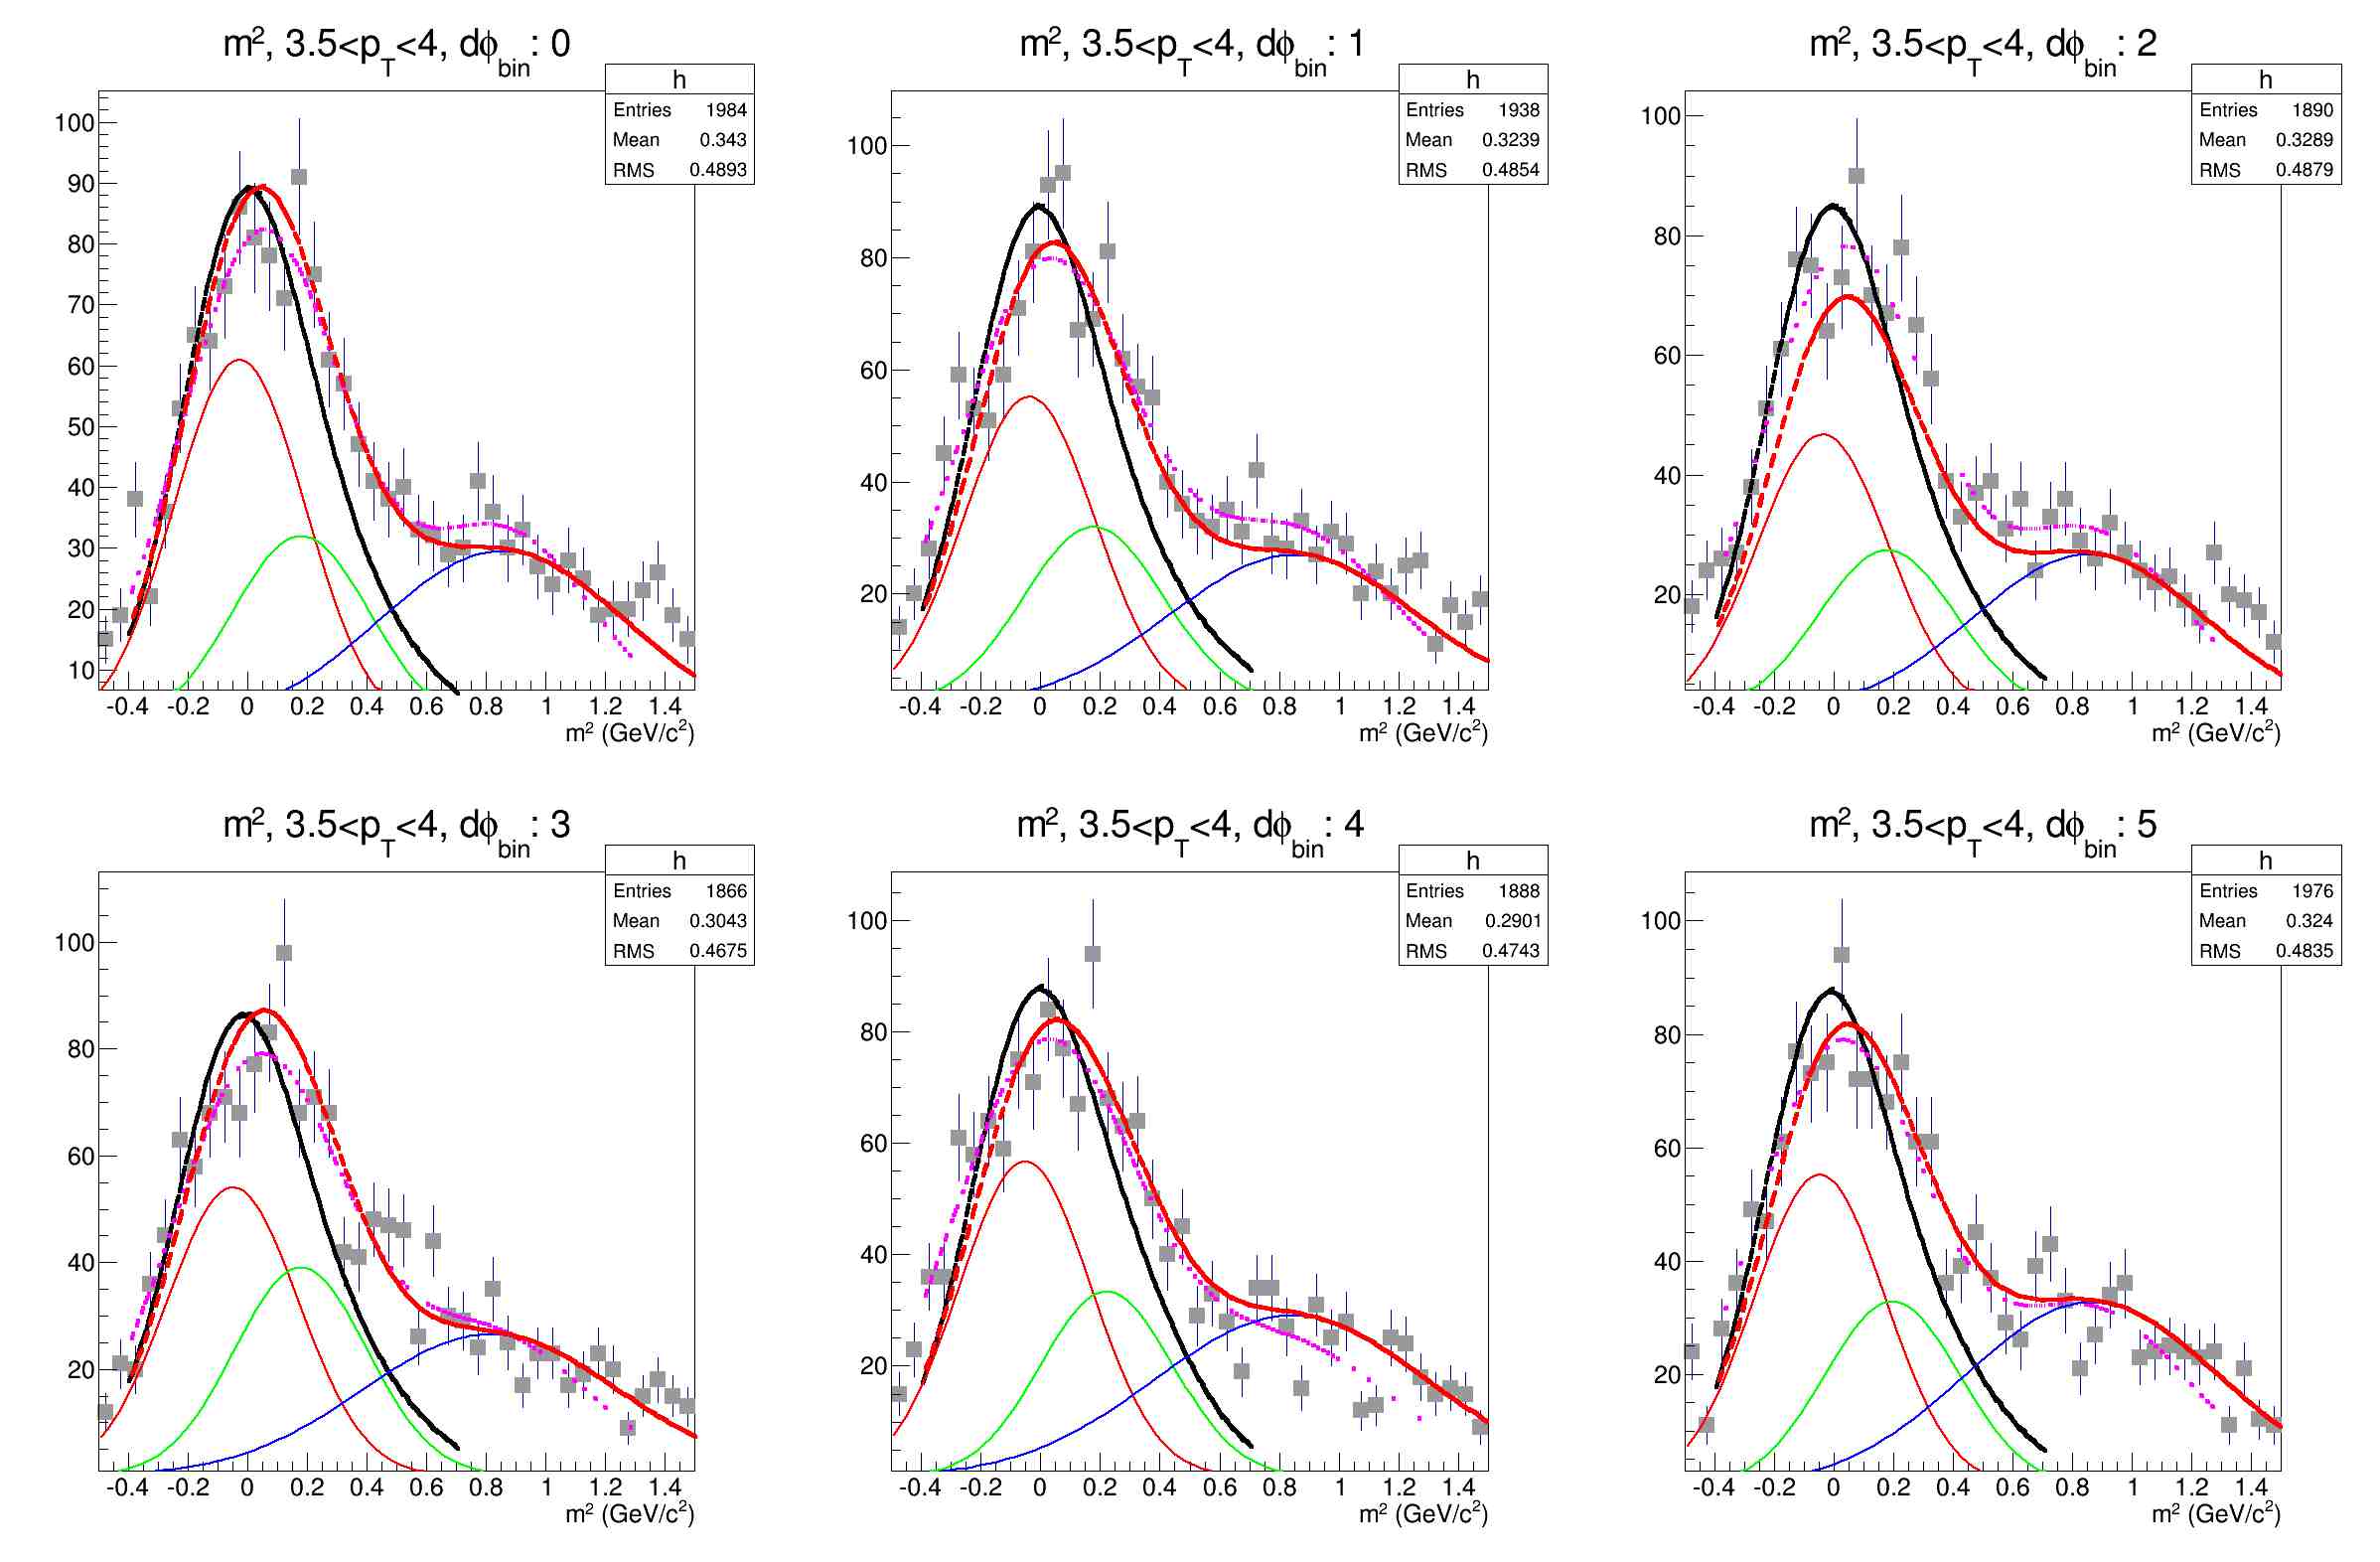 m², 3.5<p_T<4, dϕ_bin : 0
h
Entries 1984
Mean 0.343
RMS 0.4893
100
90
80
70
60
50
40
30
20
10
-0.4 -0.2 0 0.2 0.4 0.6 0.8 1 1.2 1.4
m² (GeV/c²)
m², 3.5<p_T<4, dϕ_bin : 1
h
Entries 1938
Mean 0.3239
RMS 0.4854
100
80
60
40
20
-0.4 -0.2 0 0.2 0.4 0.6 0.8 1 1.2 1.4
m² (GeV/c²)
m², 3.5<p_T<4, dϕ_bin : 2
h
Entries 1890
Mean 0.3289
RMS 0.4879
100
80
60
40
20
-0.4 -0.2 0 0.2 0.4 0.6 0.8 1 1.2 1.4
m² (GeV/c²)
m², 3.5<p_T<4, dϕ_bin : 3
h
Entries 1866
Mean 0.3043
RMS 0.4675
100
80
60
40
20
-0.4 -0.2 0 0.2 0.4 0.6 0.8 1 1.2 1.4
m² (GeV/c²)
m², 3.5<p_T<4, dϕ_bin : 4
h
Entries 1888
Mean 0.2901
RMS 0.4743
100
80
60
40
20
-0.4 -0.2 0 0.2 0.4 0.6 0.8 1 1.2 1.4
m² (GeV/c²)
m², 3.5<p_T<4, dϕ_bin : 5
h
Entries 1976
Mean 0.324
RMS 0.4835
100
80
60
40
20
-0.4 -0.2 0 0.2 0.4 0.6 0.8 1 1.2 1.4
m² (GeV/c²)